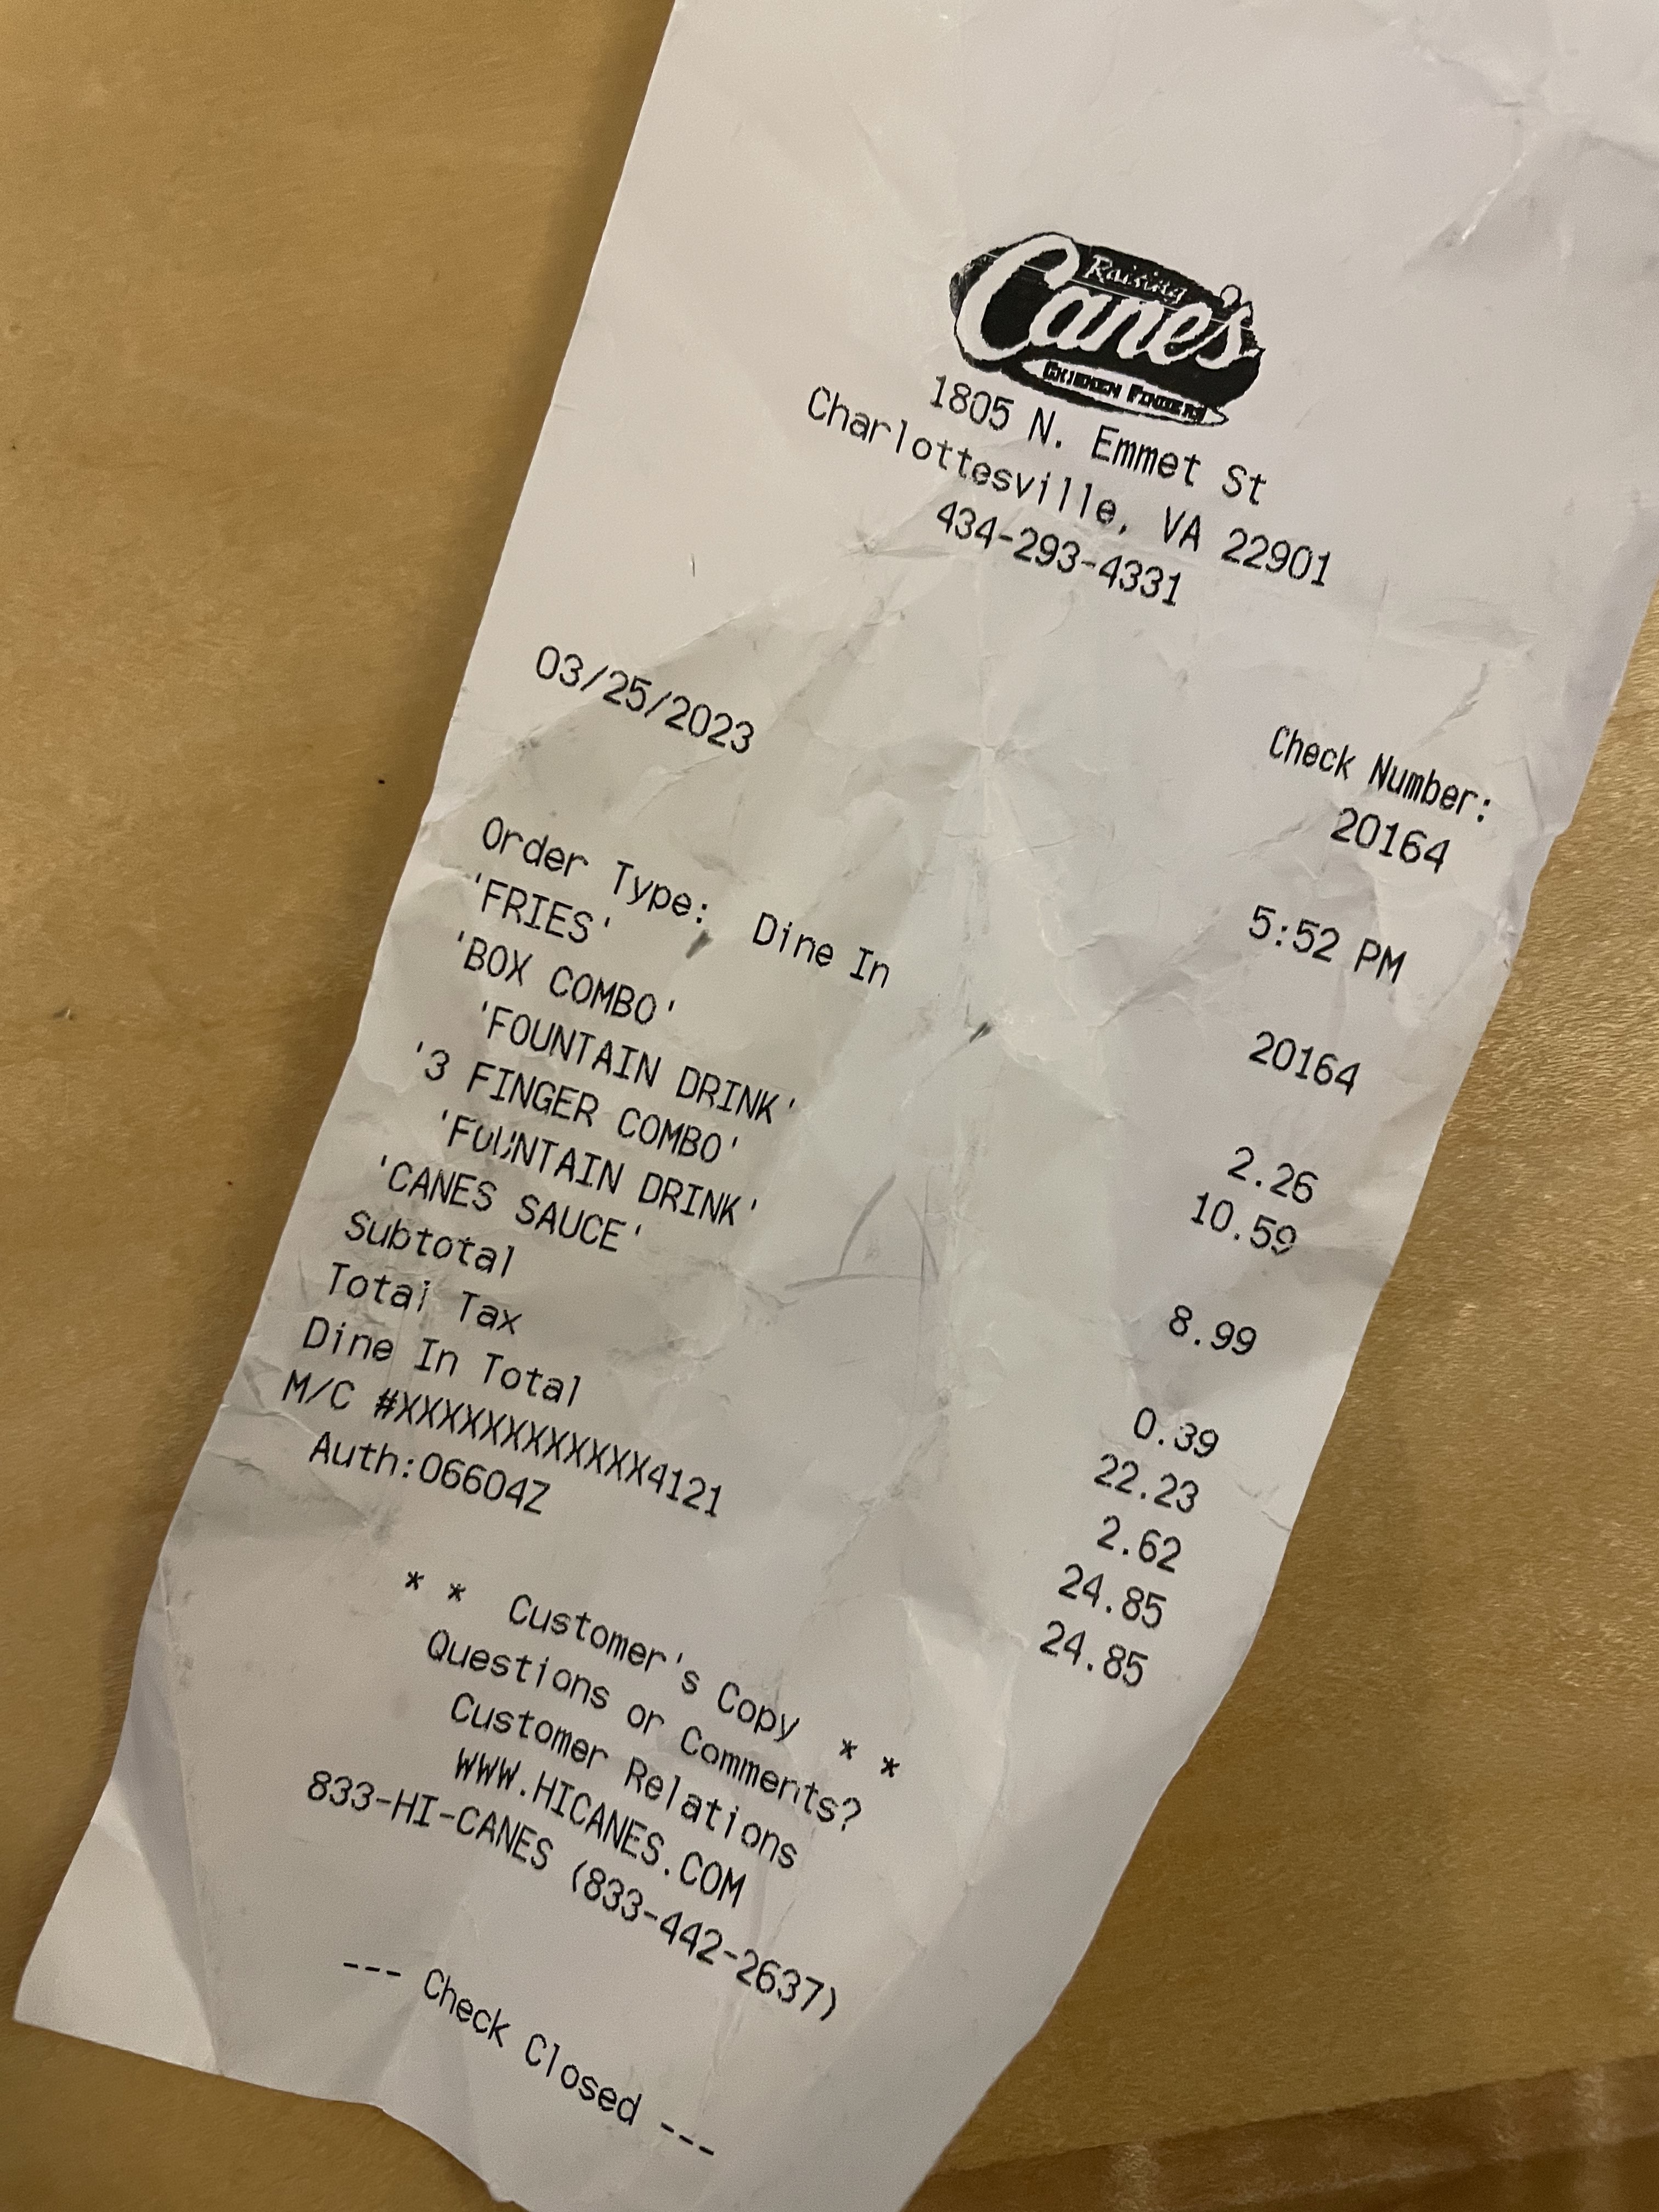 Raising
Cane's
CHICKEN FINGERS
1805 N. Emmet St
Charlottesville, VA 22901
434-293-4331
Check Number:
20164
03/25/2023 5:52 PM
20164
Order Type: Dine In
'FRIES' 2.26
'BOX COMBO' 10.59
'FOUNTAIN DRINK'
'3 FINGER COMBO' 8.99
'FOUNTAIN DRINK'
'CANES SAUCE' 0.39
Subtotal 22.23
Total Tax 2.62
Dine In Total 24.85
M/C #XXXXXXXXXXXX4121 24.85
Auth:06604Z
* * Customer's Copy * *
Questions or Comments?
Customer Relations
WWW.HICANES.COM
833-HI-CANES (833-442-2637)
--- Check Closed ---